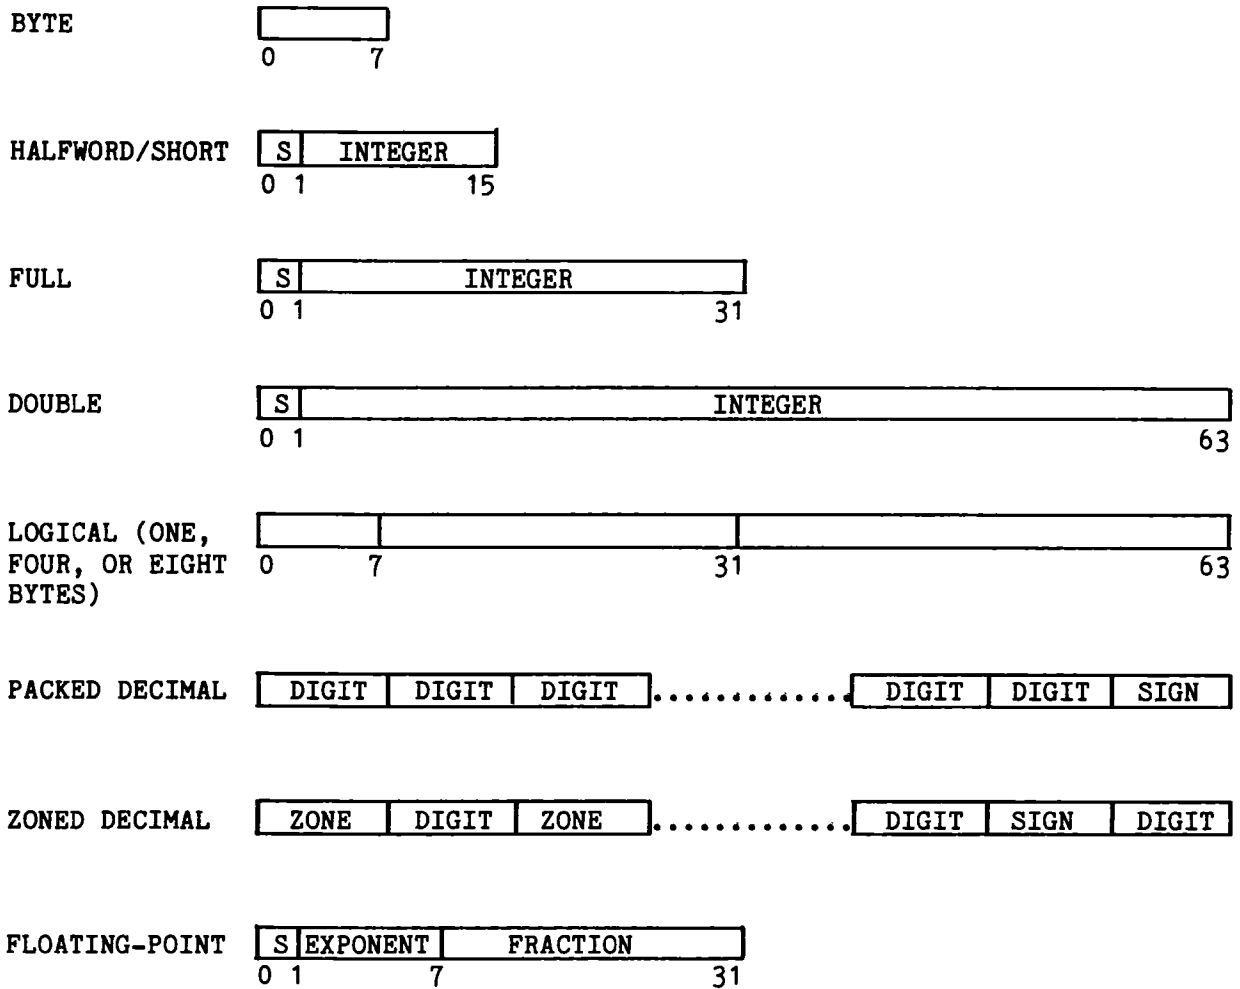 BYTE
0 7
HALFWORD/SHORT S INTEGER
0 1 15
FULL S INTEGER
0 1 31
DOUBLE S INTEGER
0 1 63
LOGICAL (ONE,
FOUR, OR EIGHT 0 7 31 63
BYTES)
PACKED DECIMAL DIGIT DIGIT DIGIT ............. DIGIT DIGIT SIGN
ZONED DECIMAL ZONE DIGIT ZONE ............. DIGIT SIGN DIGIT
FLOATING-POINT S EXPONENT FRACTION
0 1 7 31